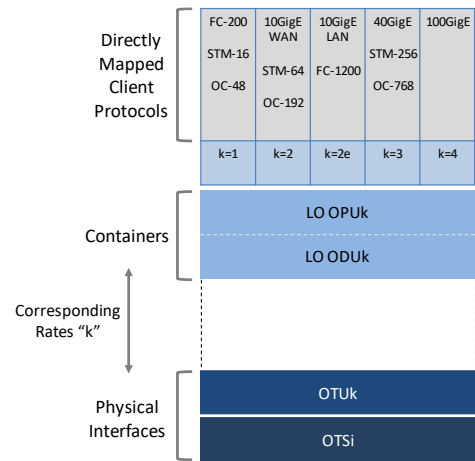 Directly
Mapped
Client
Protocols
FC-200
STM-16
OC-48
10GigE
WAN
STM-64
OC-192
10GigE
LAN
FC-1200
40GigE
STM-256
OC-768
100GigE
k=1
k=2
k=2e
k=3
k=4
Containers
LO OPUk
LO ODUk
Corresponding
Rates “k”
Physical
Interfaces
OTUk
OTSi